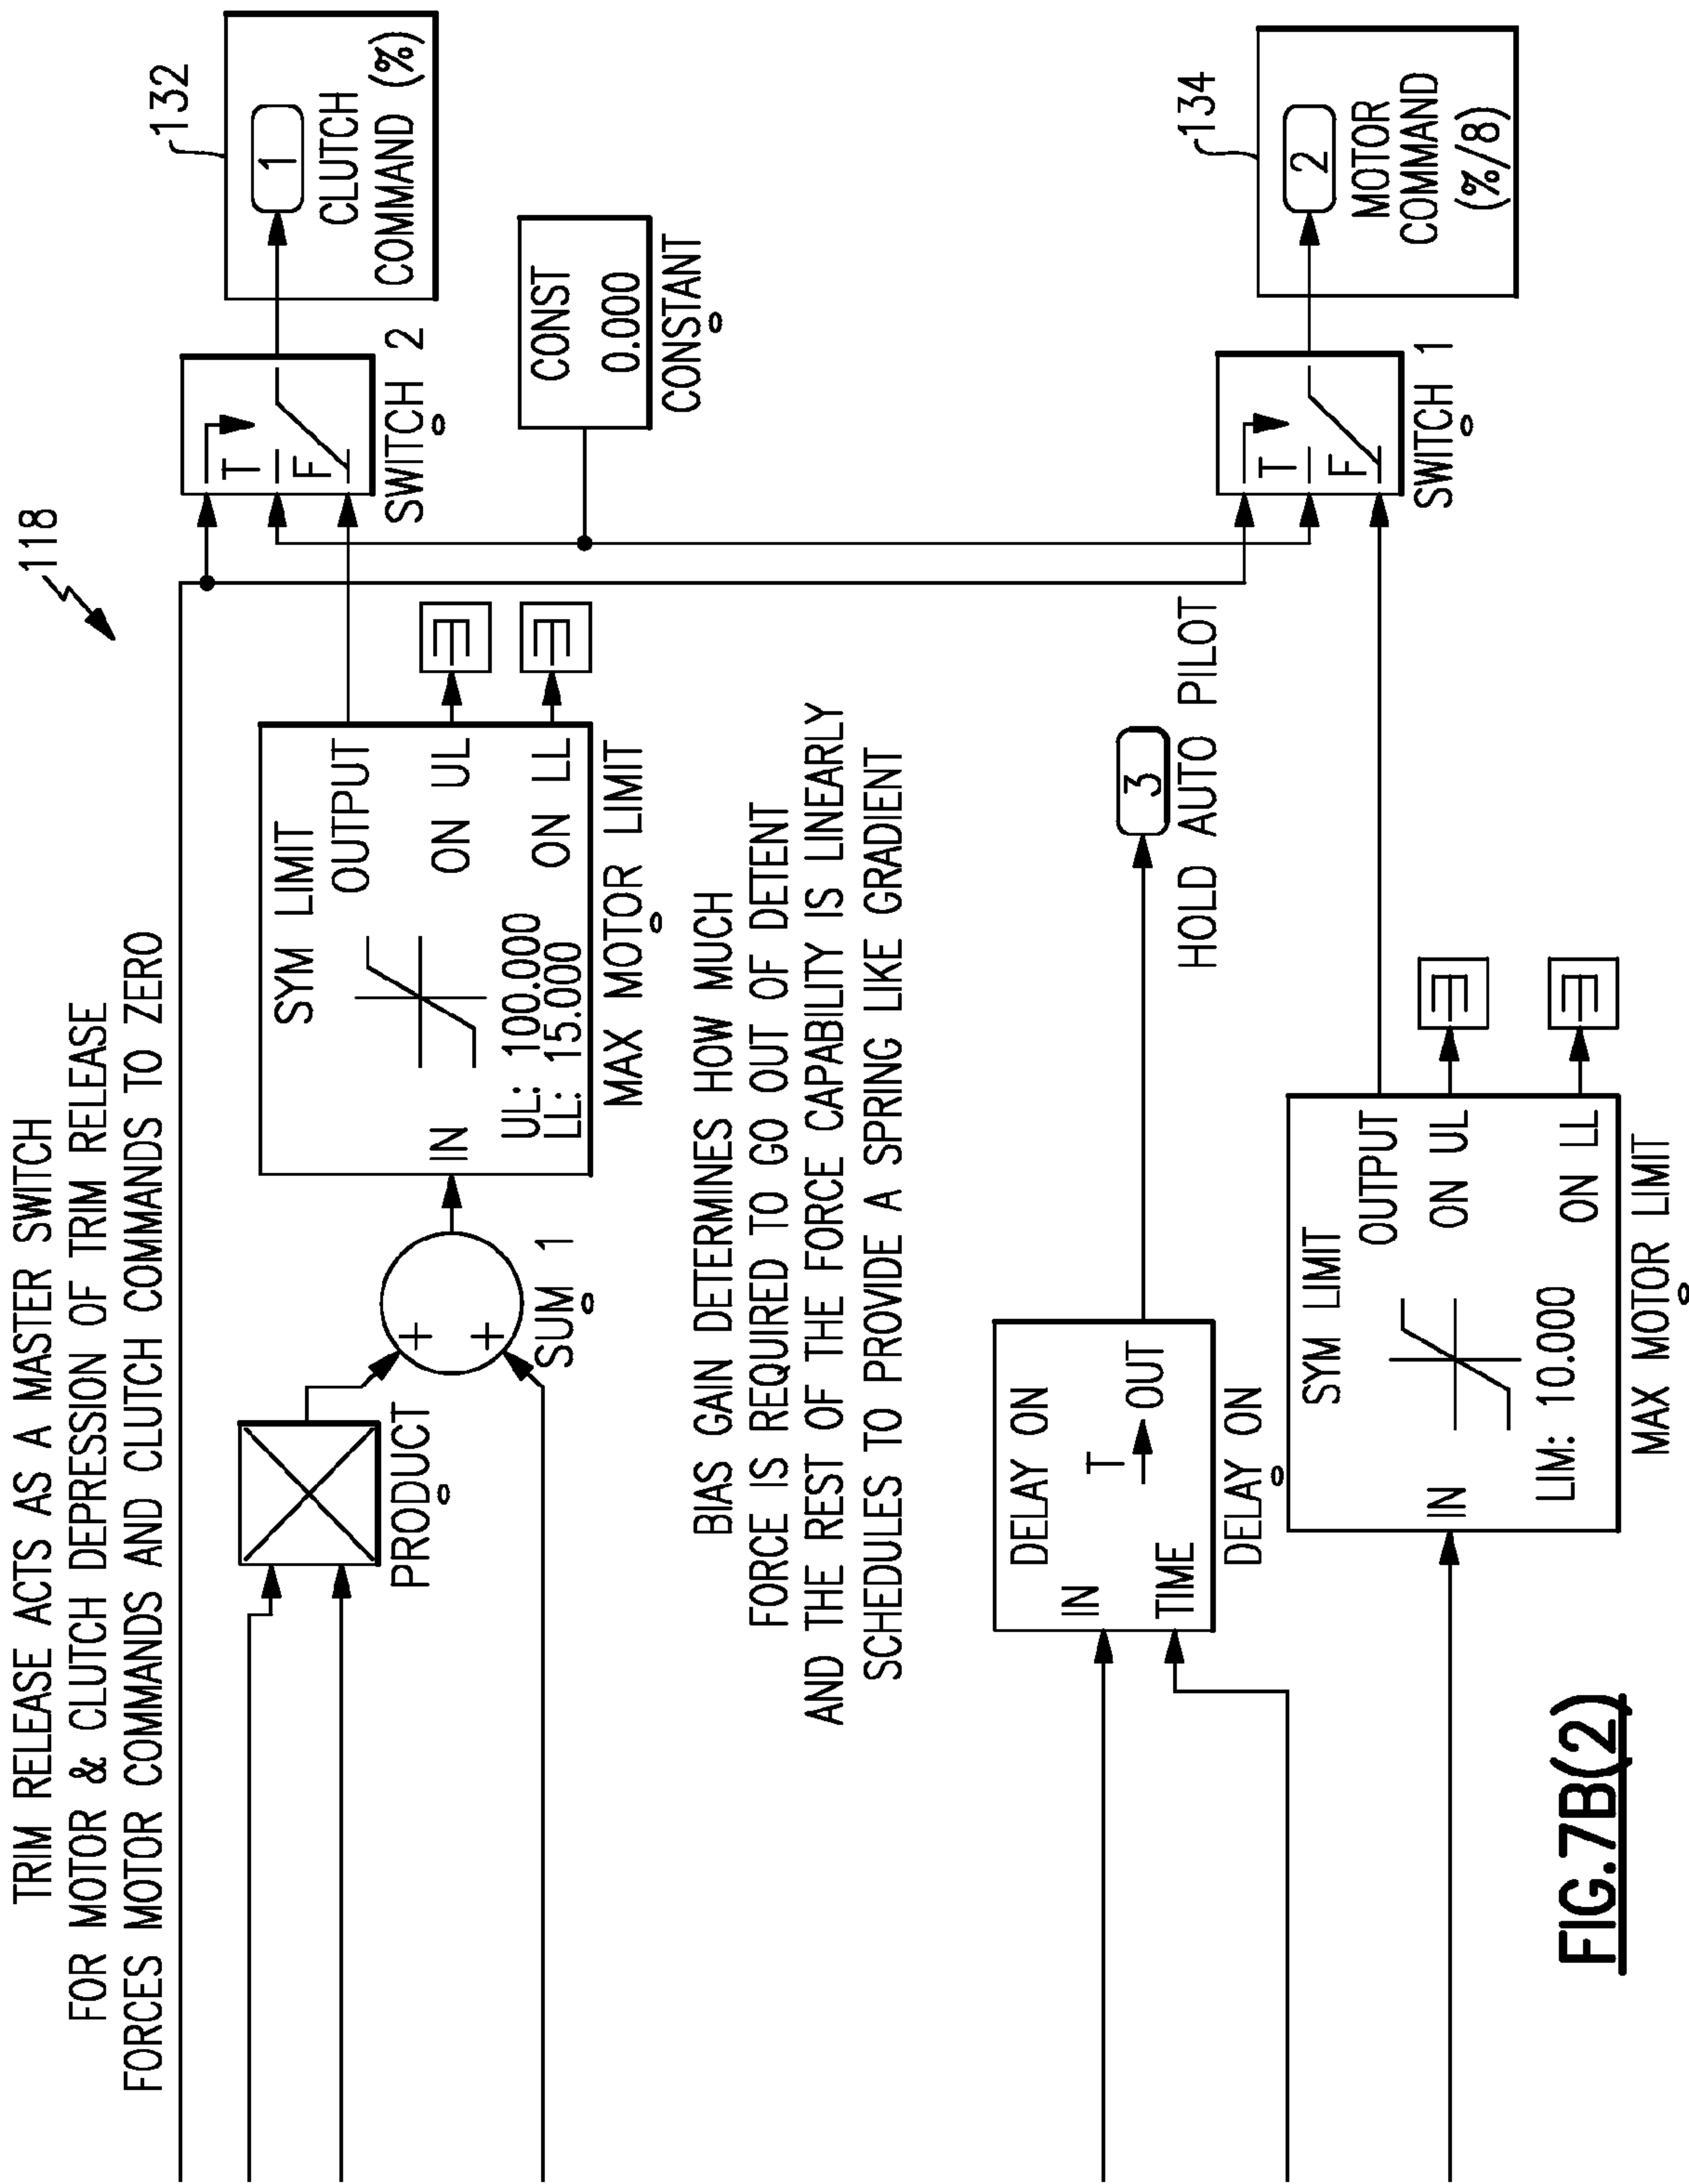 118
TRIM RELEASE ACTS AS A MASTER SWITCH
FOR MOTOR & CLUTCH DEPRESSION OF TRIM RELEASE
FORCES MOTOR COMMANDS AND CLUTCH COMMANDS TO ZERO
PRODUCT
+
+
SUM 1
SYM LIMIT
IN
OUTPUT
ON UL
ON LL
UL: 100.000
LL: 15.000
MAX MOTOR LIMIT
T
F
SWITCH 2
132
1
CLUTCH
COMMAND (%)
CONST
0.000
CONSTANT
BIAS GAIN DETERMINES HOW MUCH
FORCE IS REQUIRED TO GO OUT OF DETENT
AND THE REST OF THE FORCE CAPABILITY IS LINEARLY
SCHEDULES TO PROVIDE A SPRING LIKE GRADIENT
DELAY ON
IN
T
OUT
TIME
DELAY ON
3
HOLD AUTO PILOT
SYM LIMIT
IN
OUTPUT
ON UL
ON LL
LIM: 10.000
MAX MOTOR LIMIT
T
F
SWITCH 1
134
2
MOTOR
COMMAND
(%/8)
FIG.7B(2)